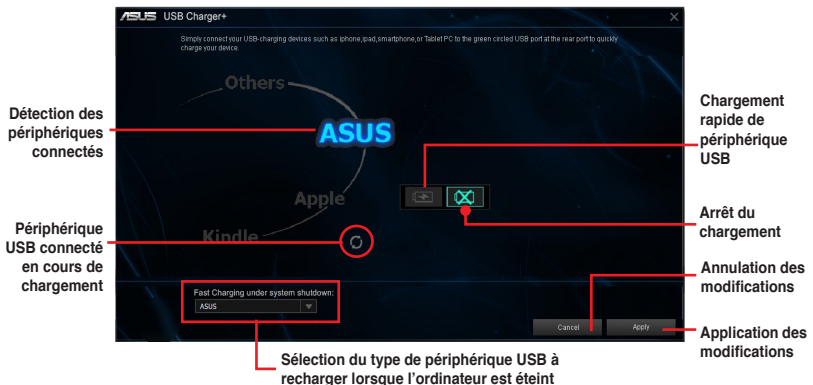 ASUS USB Charger+
Simply connect your USB-charging devices such as iphone,ipad,smartphone,or Tablet PC to the green circled USB port at the rear port to quickly
charge your device.
Others
ASUS
Apple
Kindle
Fast Charging under system shutdown:
ASUS
Cancel
Apply
Détection des
périphériques
connectés
Périphérique
USB connecté
en cours de
chargement
Chargement
rapide de
périphérique
USB
Arrêt du
chargement
Annulation des
modifications
Application des
modifications
Sélection du type de périphérique USB à
recharger lorsque l'ordinateur est éteint